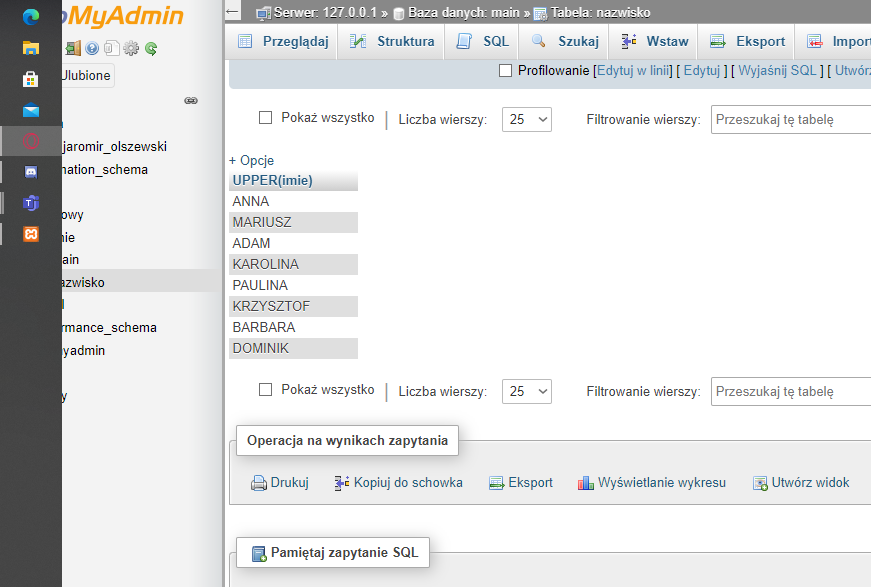 MyAdmin
← Serwer: 127.0.0.1 » Baza danych: main » Tabela: nazwisko
Przeglądaj Struktura SQL Szukaj Wstaw Eksport Import
Ulubione
Profilowanie [Edytuj w linii] [ Edytuj ] [ Wyjaśnij SQL ] [ Utwórz
Pokaż wszystko | Liczba wierszy: 25 Filtrowanie wierszy: Przeszukaj tę tabelę
jaromir_olszewski
mation_schema
owy
nie
ain
azwisko
rmance_schema
yadmin
y
+ Opcje
UPPER(imie)
ANNA
MARIUSZ
ADAM
KAROLINA
PAULINA
KRZYSZTOF
BARBARA
DOMINIK
Pokaż wszystko | Liczba wierszy: 25 Filtrowanie wierszy: Przeszukaj tę tabelę
Operacja na wynikach zapytania
Drukuj Kopiuj do schowka Eksport Wyświetlanie wykresu Utwórz widok
Pamiętaj zapytanie SQL